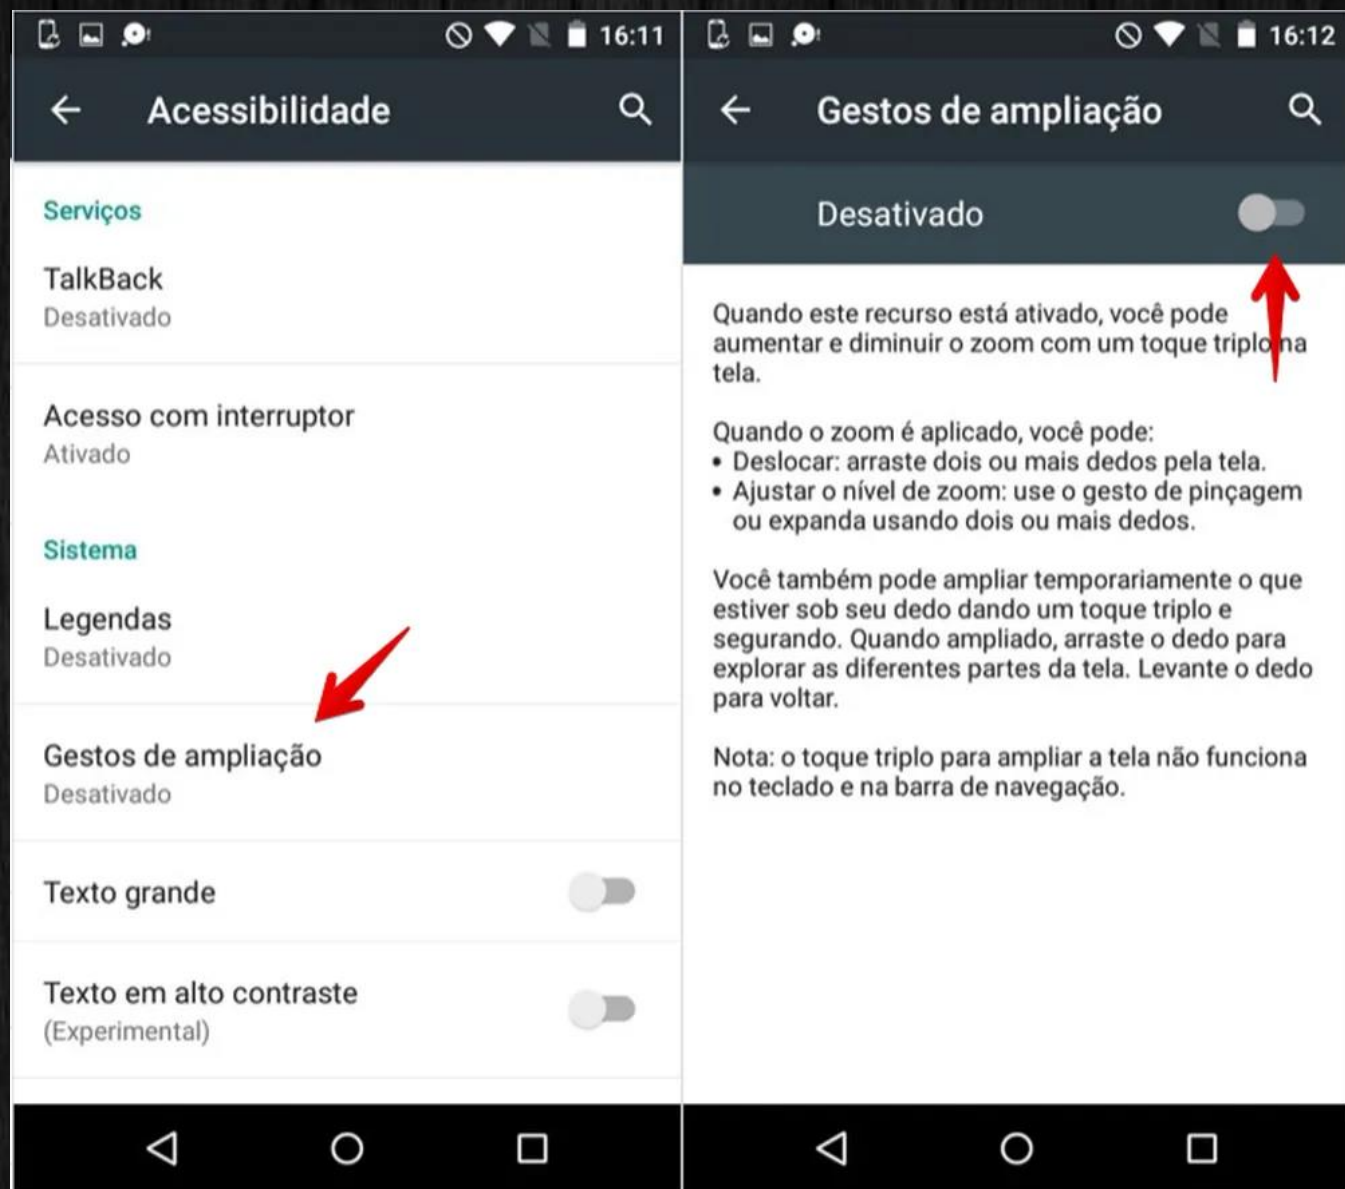 16:11
Acessibilidade
Serviços
TalkBack
Desativado
Acesso com interruptor
Ativado
Sistema
Legendas
Desativado
Gestos de ampliação
Desativado
Texto grande
Texto em alto contraste
(Experimental)
16:12
Gestos de ampliação
Desativado
Quando este recurso está ativado, você pode
aumentar e diminuir o zoom com um toque triplo na
tela.
Quando o zoom é aplicado, você pode:
• Deslocar: arraste dois ou mais dedos pela tela.
• Ajustar o nível de zoom: use o gesto de pinçagem
ou expanda usando dois ou mais dedos.
Você também pode ampliar temporariamente o que
estiver sob seu dedo dando um toque triplo e
segurando. Quando ampliado, arraste o dedo para
explorar as diferentes partes da tela. Levante o dedo
para voltar.
Nota: o toque triplo para ampliar a tela não funciona
no teclado e na barra de navegação.